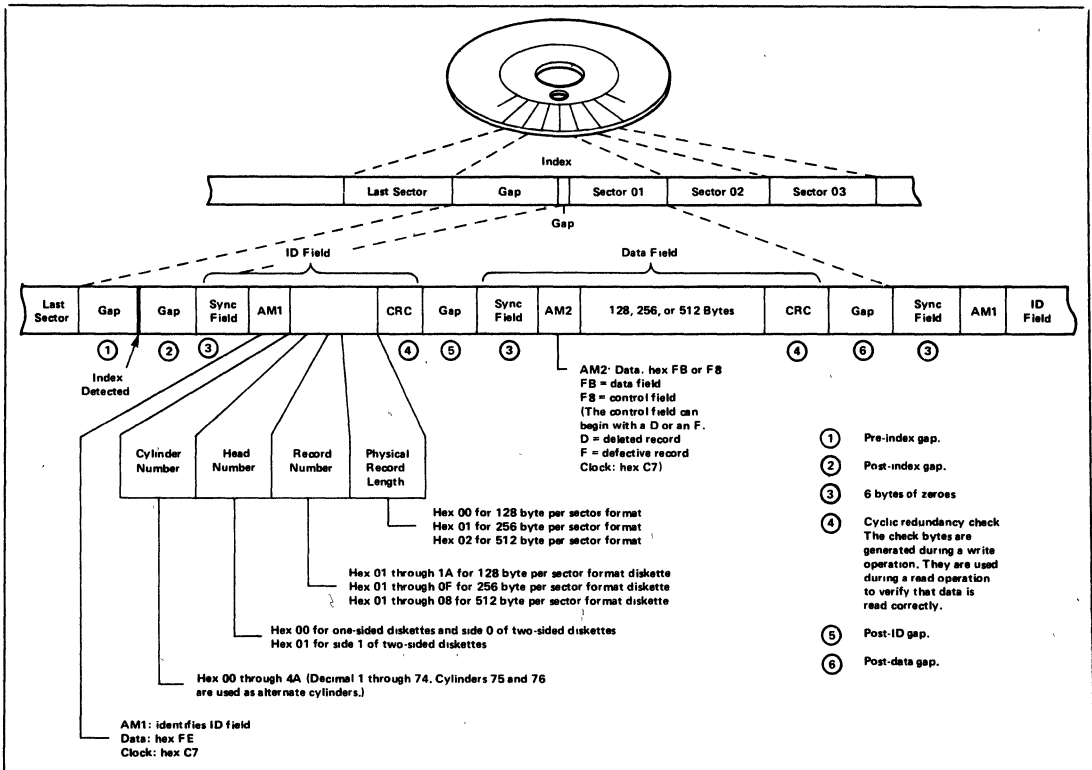 Index
Last Sector
Gap
Sector 01
Sector 02
Sector 03
Gap
ID Field
Data Field
Last Sector
Gap
Gap
Sync Field
AM1
CRC
Gap
Sync Field
AM2
128, 256, or 512 Bytes
CRC
Gap
Sync Field
AM1
ID Field
1
2
3
4
5
3
4
6
3
Index
Detected
AM2· Data. hex FB or F8
FB = data field
F8 = control field
(The control field can
begin with a D or an F.
D = deleted record
F = defective record
Clock: hex C7)
Cylinder
Number
Head
Number
Record
Number
Physical
Record
Length
Hex 00 for 128 byte per sector format
Hex 01 for 256 byte per sector format
Hex 02 for 512 byte per sector format
Hex 01 through 1A for 128 byte per sector format diskette
Hex 01 through 0F for 256 byte per sector format diskette
Hex 01 through 08 for 512 byte per sector format diskette
Hex 00 for one-sided diskettes and side 0 of two-sided diskettes
Hex 01 for side 1 of two-sided diskettes
Hex 00 through 4A (Decimal 1 through 74. Cylinders 75 and 76
are used as alternate cylinders.)
AM1: identifies ID field
Data: hex FE
Clock: hex C7
1 Pre-index gap.
2 Post-index gap.
3 6 bytes of zeroes
4 Cyclic redundancy check
The check bytes are
generated during a write
operation. They are used
during a read operation
to verify that data is
read correctly.
5 Post-ID gap.
6 Post-data gap.